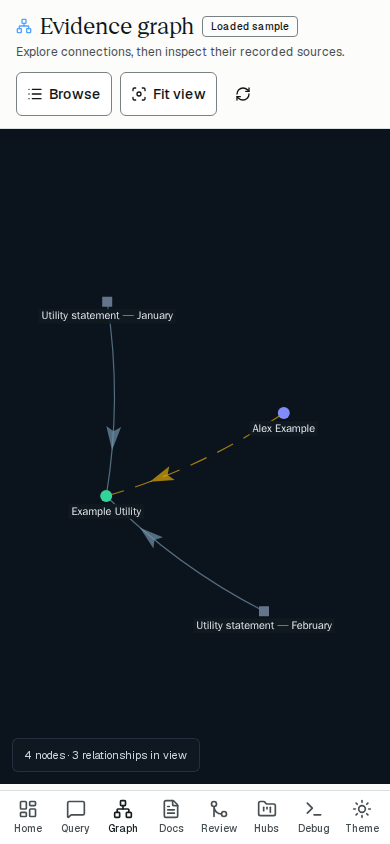 Evidence graph
Loaded sample
Explore connections, then inspect their recorded sources.
Browse
Fit view
Utility statement — January
Alex Example
Example Utility
Utility statement — February
4 nodes · 3 relationships in view
Home
Query
Graph
Docs
Review
Hubs
Debug
Theme